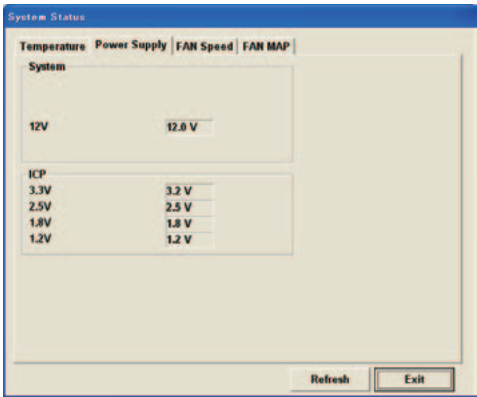 System Status
Temperature Power Supply FAN Speed FAN MAP
System
12V 12.0 V
ICP
3.3V 3.2 V
2.5V 2.5 V
1.8V 1.8 V
1.2V 1.2 V
Refresh Exit